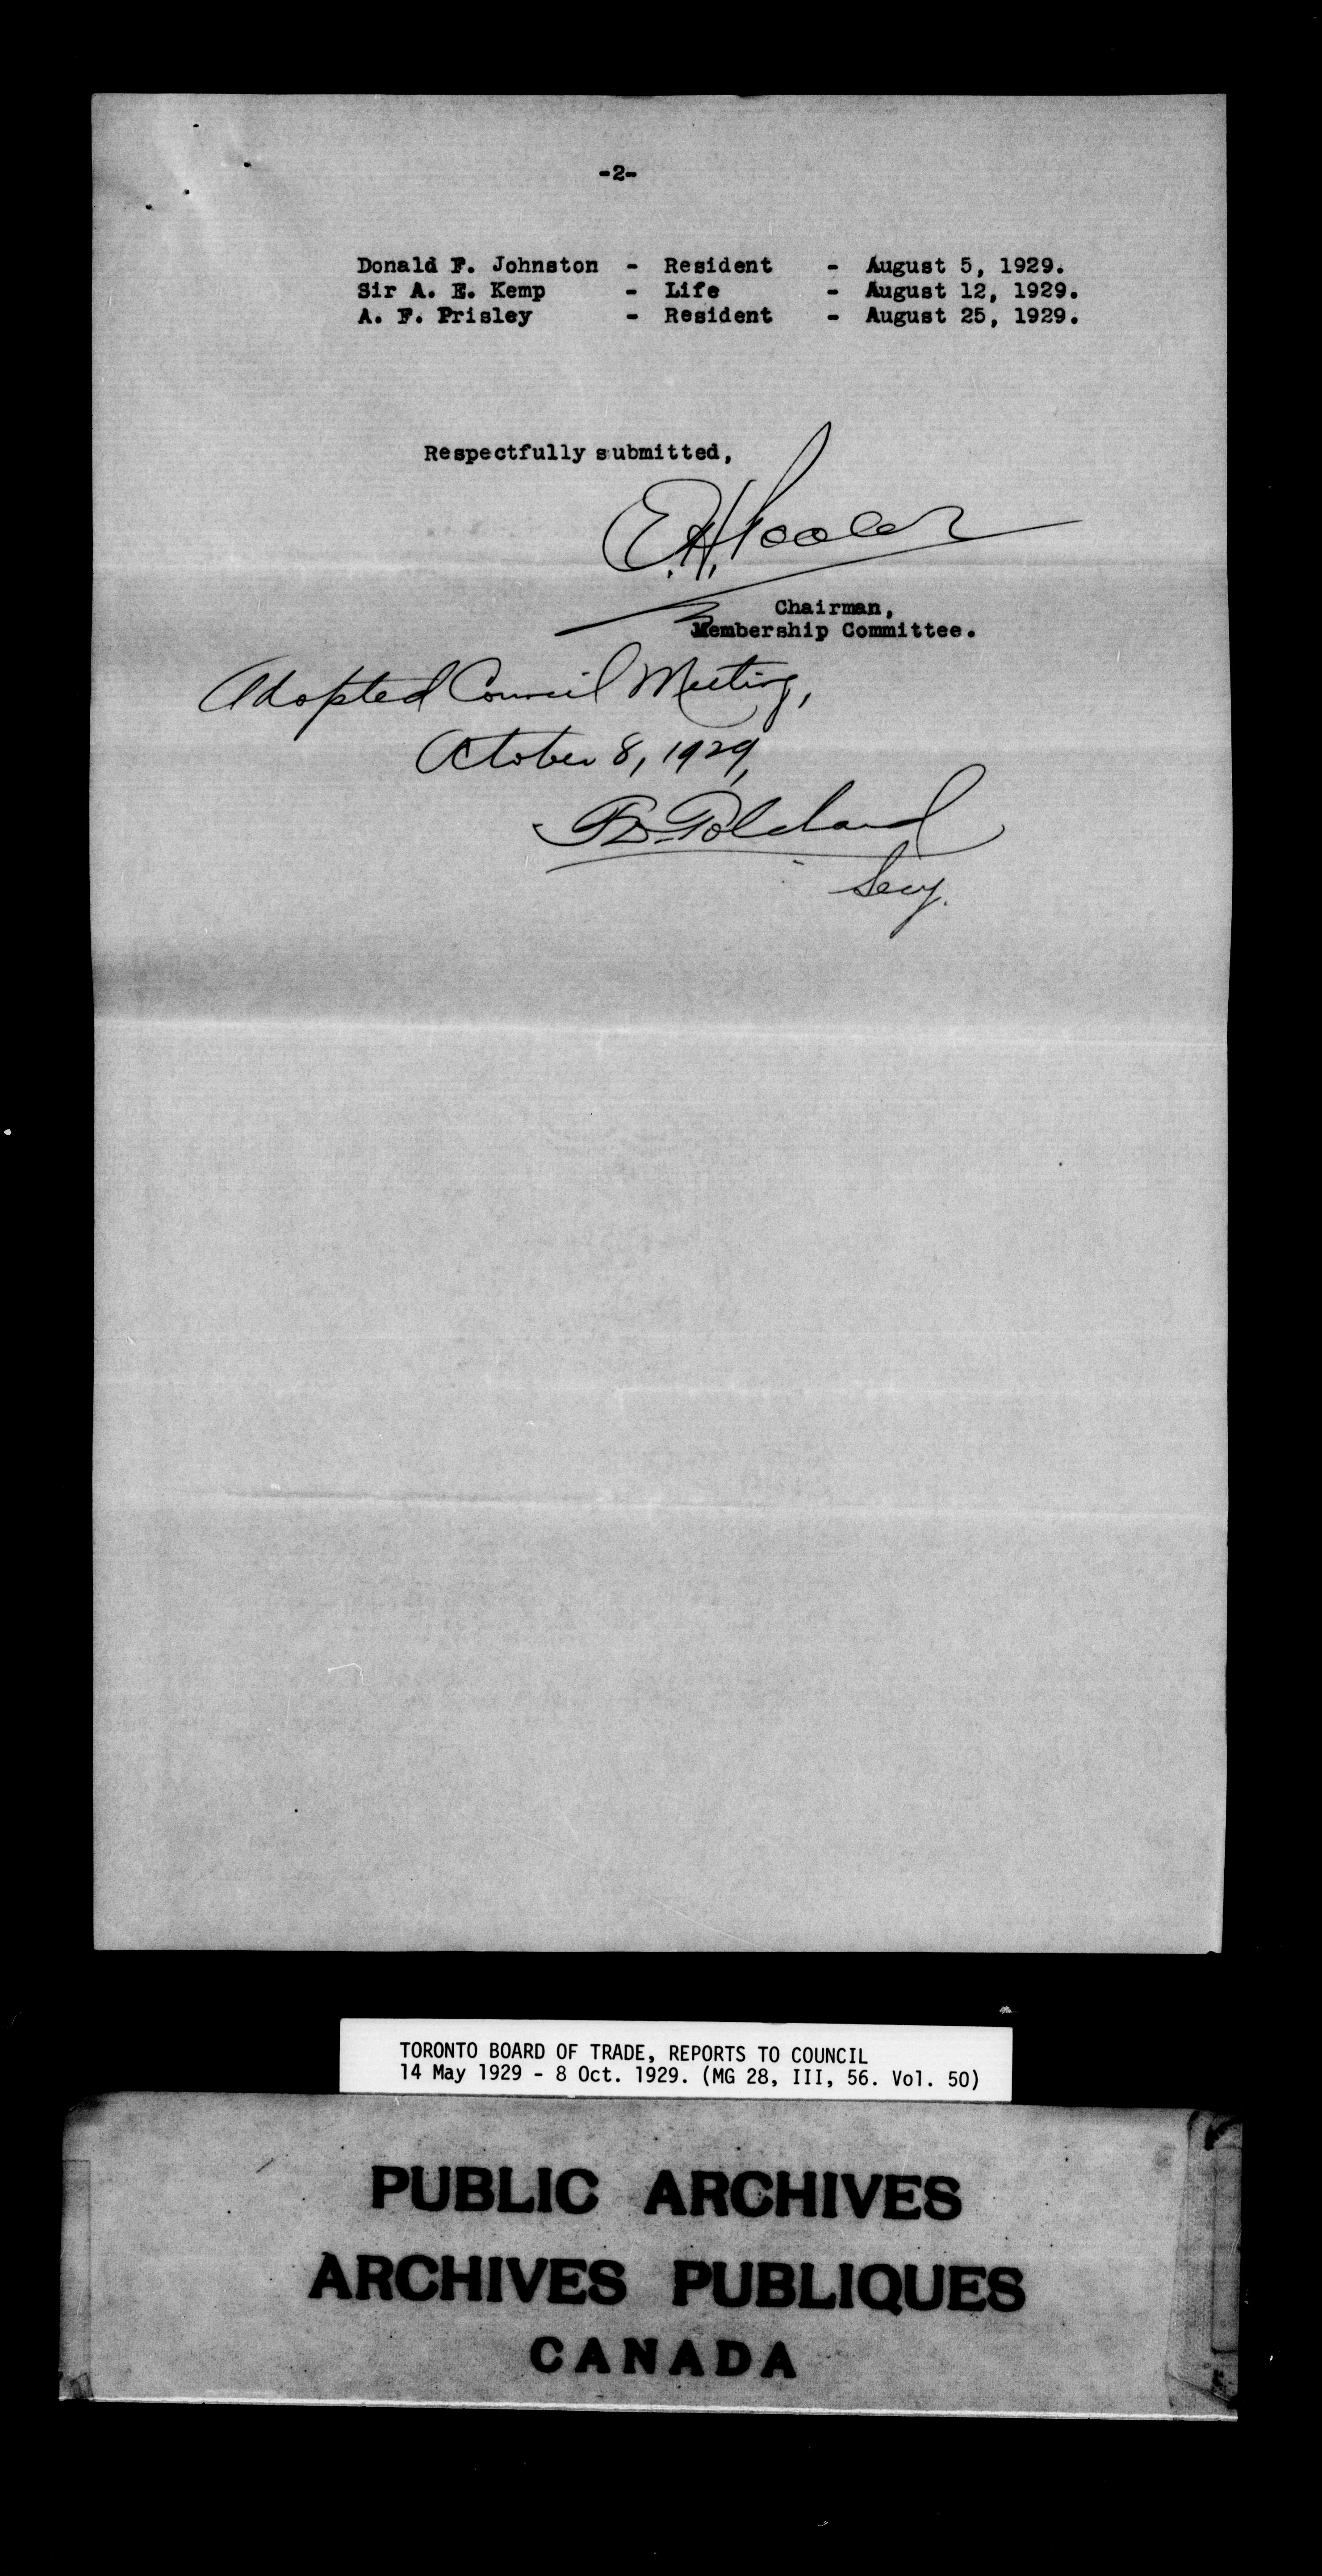 -2-
Donald F. Johnston - Resident - August 5, 1929.
Sir A. E. Kemp - Life - August 12, 1929.
A. F. Prisley - Resident - August 25, 1929.
Respectfully submitted,
E.H.
Chairman,
Membership Committee.
Adopted Council Meeting,
October 8, 1929,
Tolchard
Secy.
TORONTO BOARD OF TRADE, REPORTS TO COUNCIL
14 May 1929 - 8 Oct. 1929. (MG 28, III, 56. Vol. 50)
PUBLIC ARCHIVES
ARCHIVES PUBLIQUES
CANADA